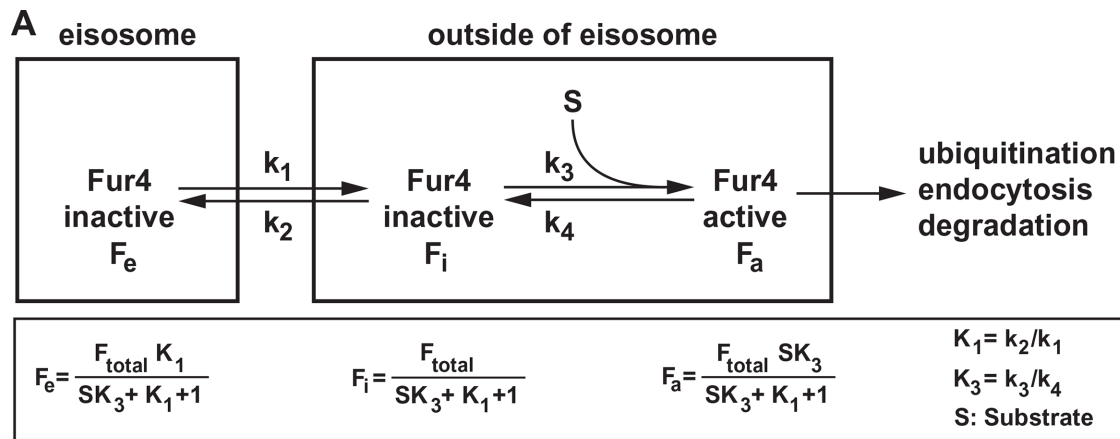 A
eisosome
outside of eisosome
S
k1
k3
k2
k4
Fur4
inactive
Fe
Fur4
inactive
Fi
Fur4
active
Fa
ubiquitination
endocytosis
degradation
Fe= Ftotal K1 / SK3+ K1+1
Fi= Ftotal / SK3+ K1+1
Fa= Ftotal SK3 / SK3+ K1+1
K1= k2/k1
K3= k3/k4
S: Substrate